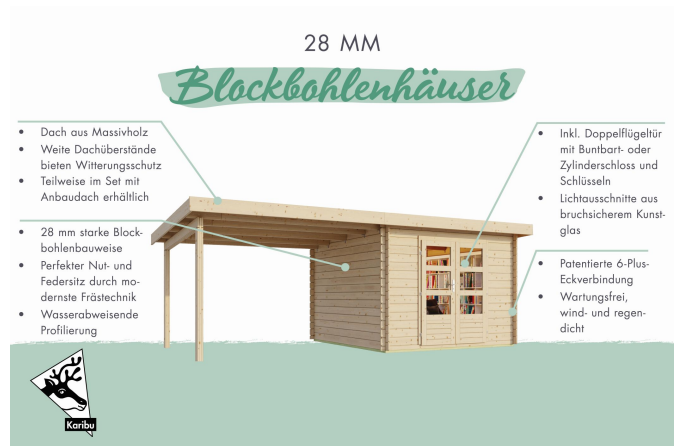 28 MM
Blockbohlenhäuser
• Dach aus Massivholz
• Weite Dachüberstände
bieten Witterungsschutz
• Teilweise im Set mit
Anbaudach erhältlich
• 28 mm starke Block-
bohlenbauweise
• Perfekter Nut- und
Federsitz durch mo-
dernste Frästechnik
• Wasserabweisende
Profilierung
• Inkl. Doppelflügeltür
mit Buntbart- oder
Zylinderschloss und
Schlüsseln
• Lichtausschnitte aus
bruchsicherem Kunst-
glas
• Patentierte 6-Plus-
Eckverbindung
• Wartungsfrei,
wind- und regen-
dicht
Karibu